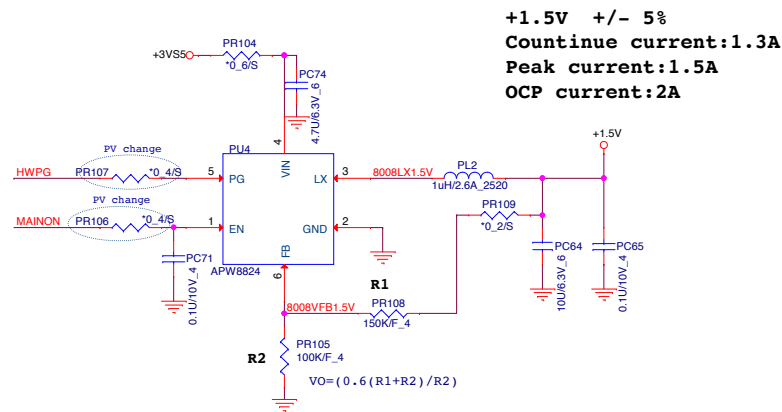 +1.5V +/- 5%
Countinue current:1.3A
Peak current:1.5A
OCP current:2A
+3VS5
PR104
*0_6/S
PC74
4.7U/6.3V_6
+1.5V
PV change
PU4
4
VIN
HWPG
PR107
*0_4/S
5
PG
LX
3
8008LX1.5V
PL2
1uH/2.6A_2520
PV change
MAINON
PR106
*0_4/S
1
EN
GND
2
PR109
*0_2/S
PC71
0.1U/10V_4
FB
APW8824
6
PC64
10U/6.3V_6
PC65
0.1U/10V_4
R1
8008VFB1.5V
PR108
150K/F_4
R2
PR105
100K/F_4
VO=(0.6(R1+R2)/R2)